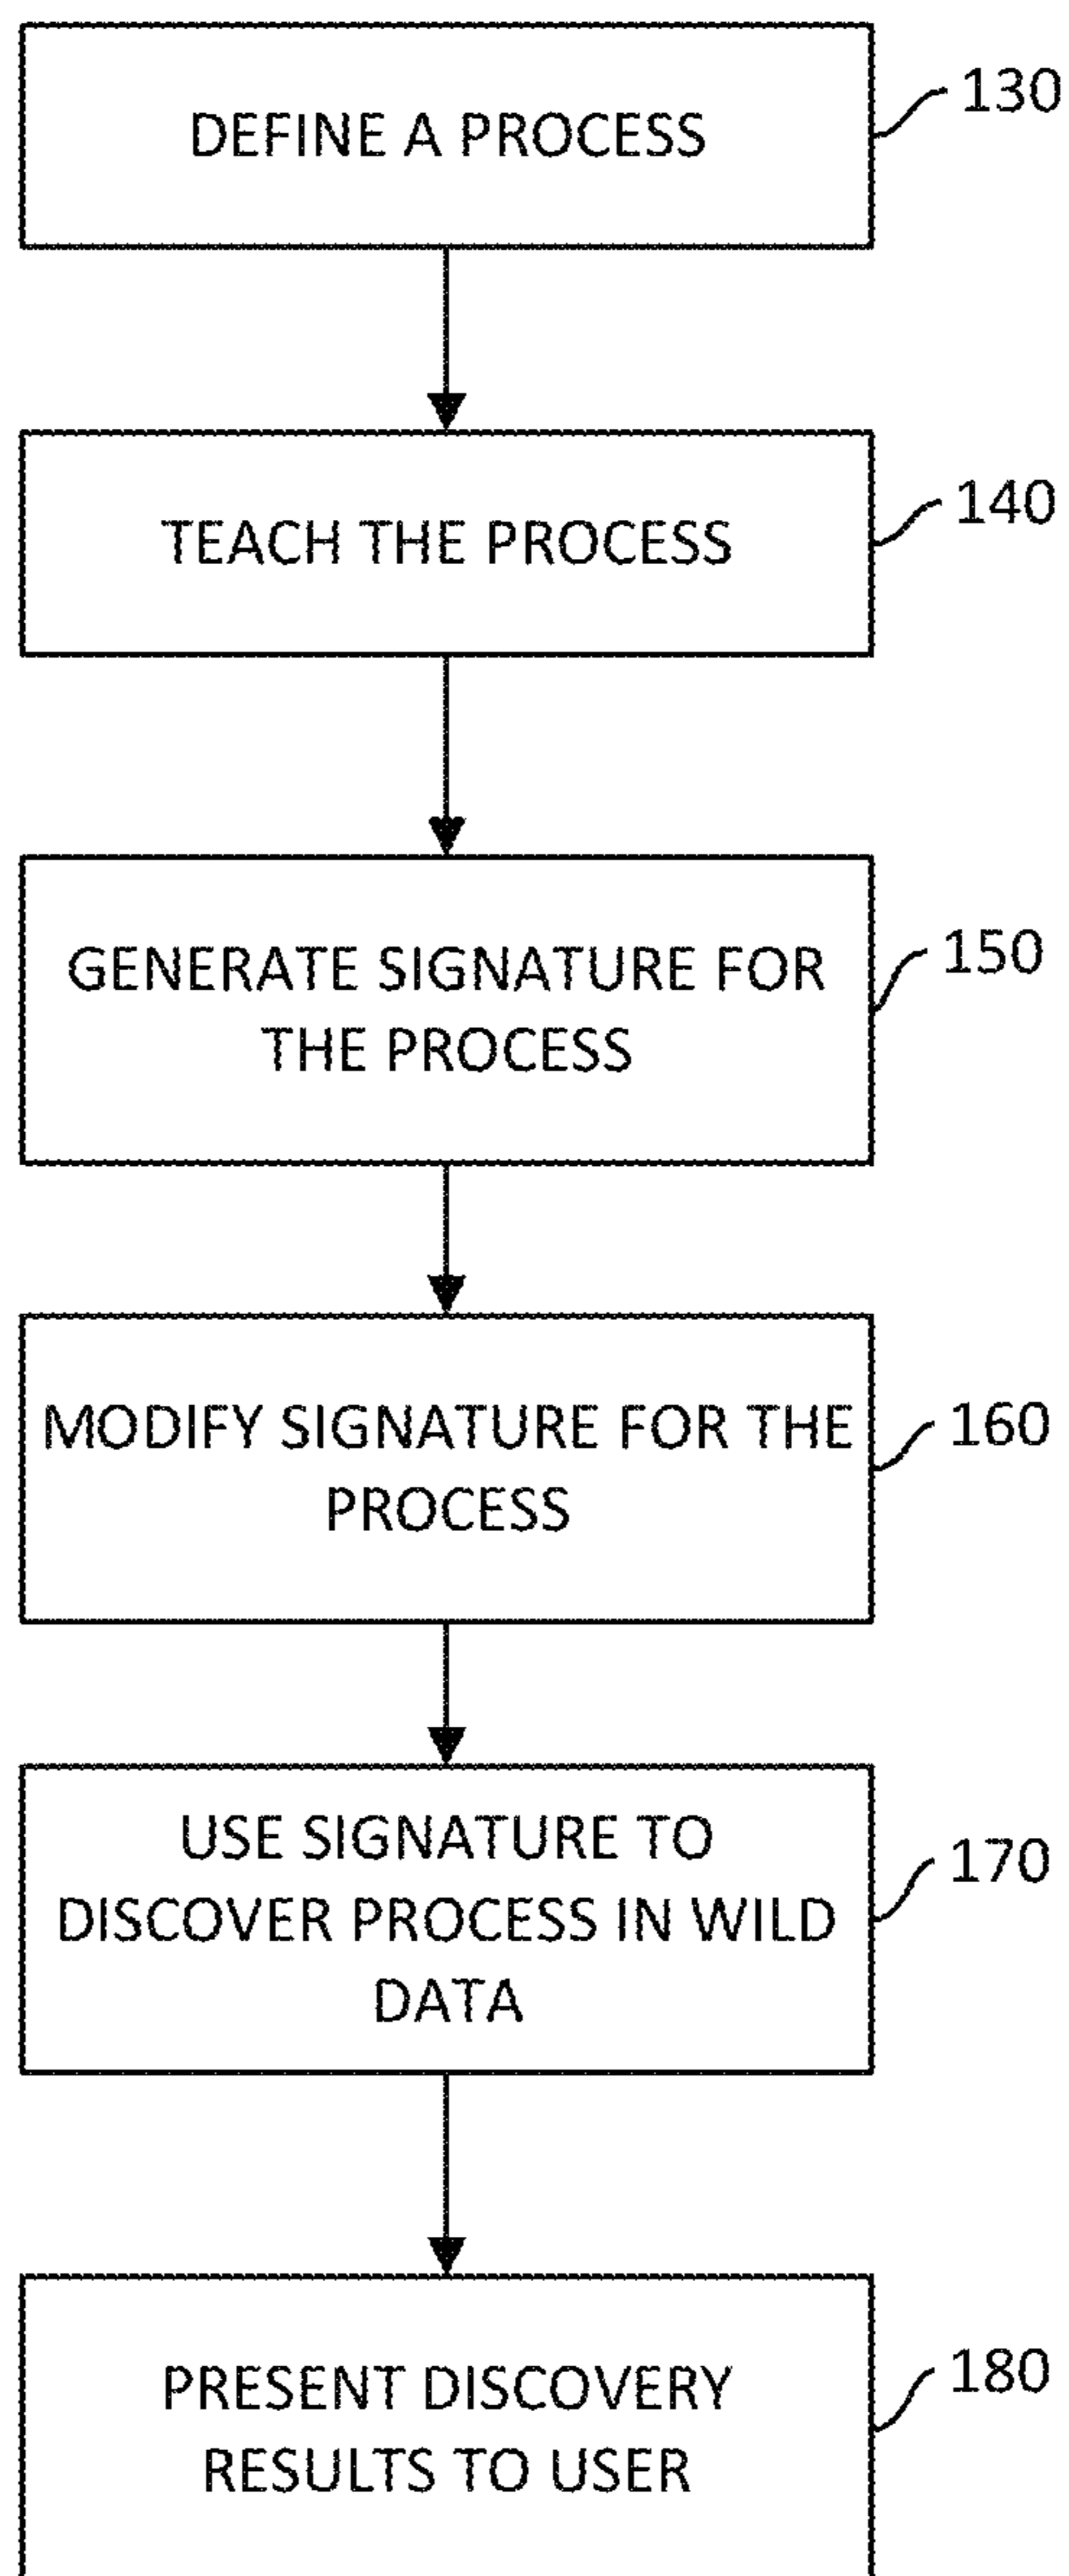 DEFINE A PROCESS
130
TEACH THE PROCESS
140
GENERATE SIGNATURE FOR
THE PROCESS
150
MODIFY SIGNATURE FOR THE
PROCESS
160
USE SIGNATURE TO
DISCOVER PROCESS IN WILD
DATA
170
PRESENT DISCOVERY
RESULTS TO USER
180